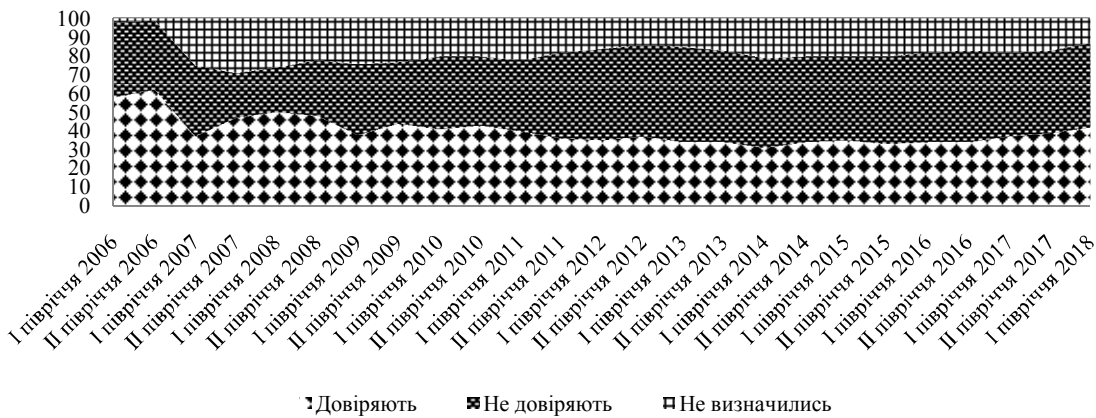 100
90
80
70
60
50
40
30
20
10
0
І півріччя 2006
ІІ півріччя 2006
І півріччя 2007
ІІ півріччя 2007
І півріччя 2008
ІІ півріччя 2008
І півріччя 2009
ІІ півріччя 2009
І півріччя 2010
ІІ півріччя 2010
І півріччя 2011
ІІ півріччя 2011
І півріччя 2012
ІІ півріччя 2012
І півріччя 2013
ІІ півріччя 2013
І півріччя 2014
ІІ півріччя 2014
І півріччя 2015
ІІ півріччя 2015
І півріччя 2016
ІІ півріччя 2016
І півріччя 2017
ІІ півріччя 2017
І півріччя 2018
Довіряють Не довіряють Не визначились